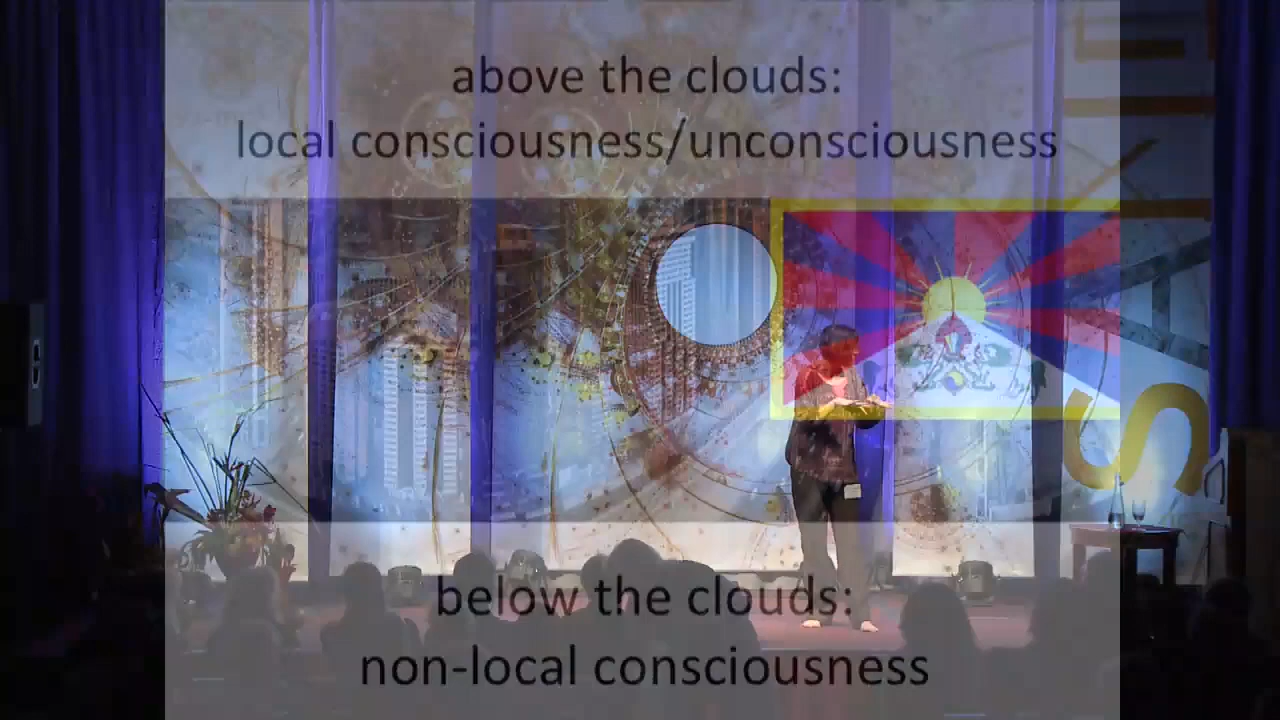 above the clouds:
local consciousness/unconsciousness
below the clouds:
non-local consciousness